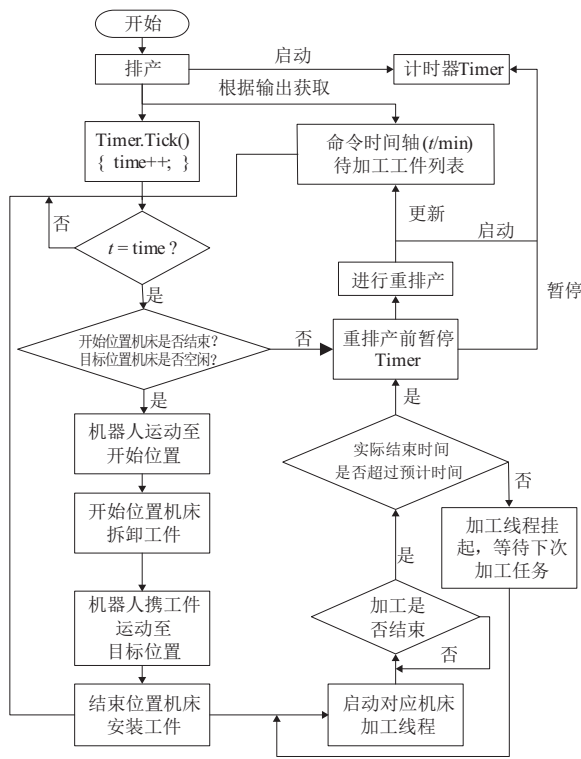 开始
排产
启动
计时器Timer
根据输出获取
Timer.Tick()
{ time++; }
命令时间轴(t/min)
待加工工件列表
否
t = time ?
更新
启动
是
进行重排产
暂停
开始位置机床是否结束?
目标位置机床是否空闲?
否
重排产前暂停
Timer
是
是
机器人运动至
开始位置
实际结束时间
是否超过预计时间
否
开始位置机床
拆卸工件
加工线程挂
起，等待下次
加工任务
是
机器人携工件
运动至
目标位置
加工是
否结束
否
结束位置机床
安装工件
启动对应机床
加工线程